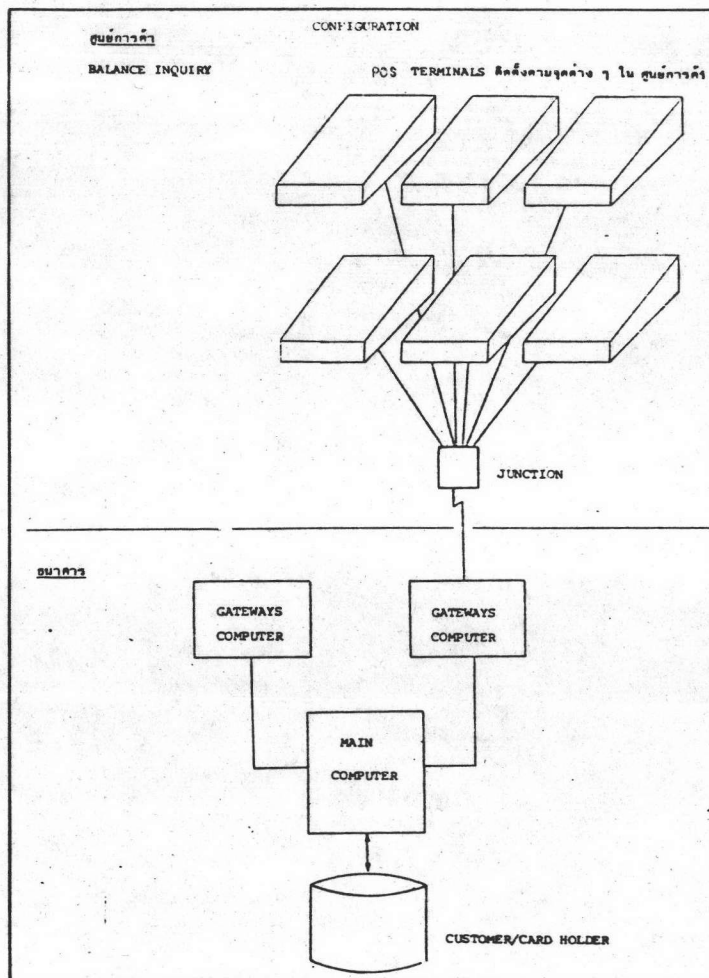 CONFIGURATION
ศูนย์การค้า
BALANCE INQUIRY
POS TERMINALS ติดตั้งตามจุดต่าง ๆ ใน ศูนย์การค้า
JUNCTION
ธนาคาร
GATEWAYS
COMPUTER
GATEWAYS
COMPUTER
MAIN
COMPUTER
CUSTOMER/CARD HOLDER